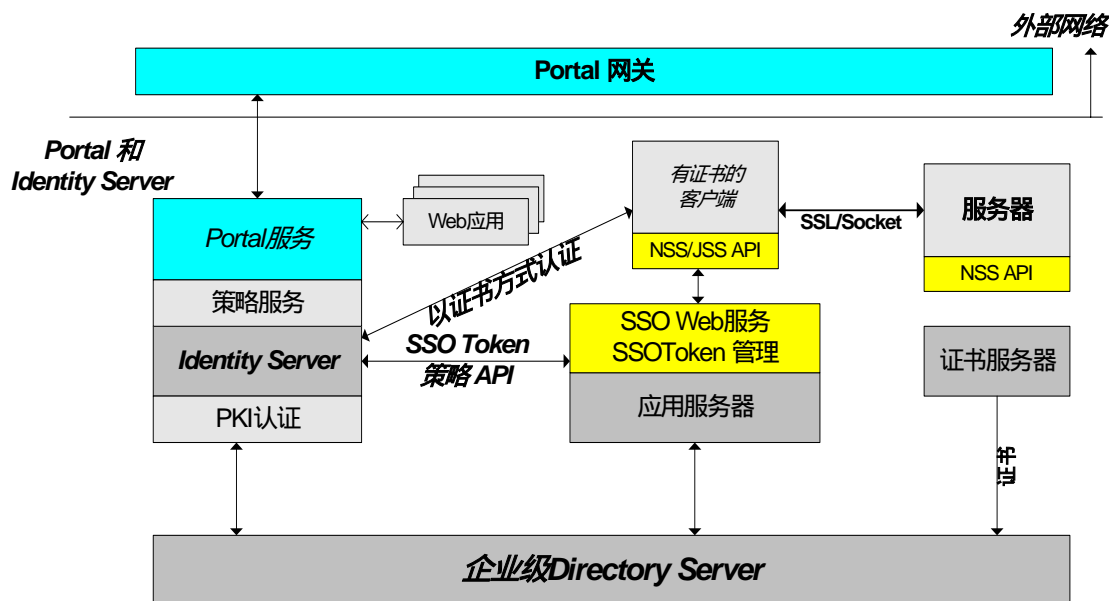 外部网络
Portal 网关
Portal 和
Identity Server
Portal服务
策略服务
Identity Server
PKI认证
Web应用
以证书方式认证
SSO Token
策略 API
有证书的
客户端
NSS/JSS API
SSL/Socket
服务器
NSS API
SSO Web服务
SSOToken 管理
应用服务器
证书服务器
证书
企业级Directory Server